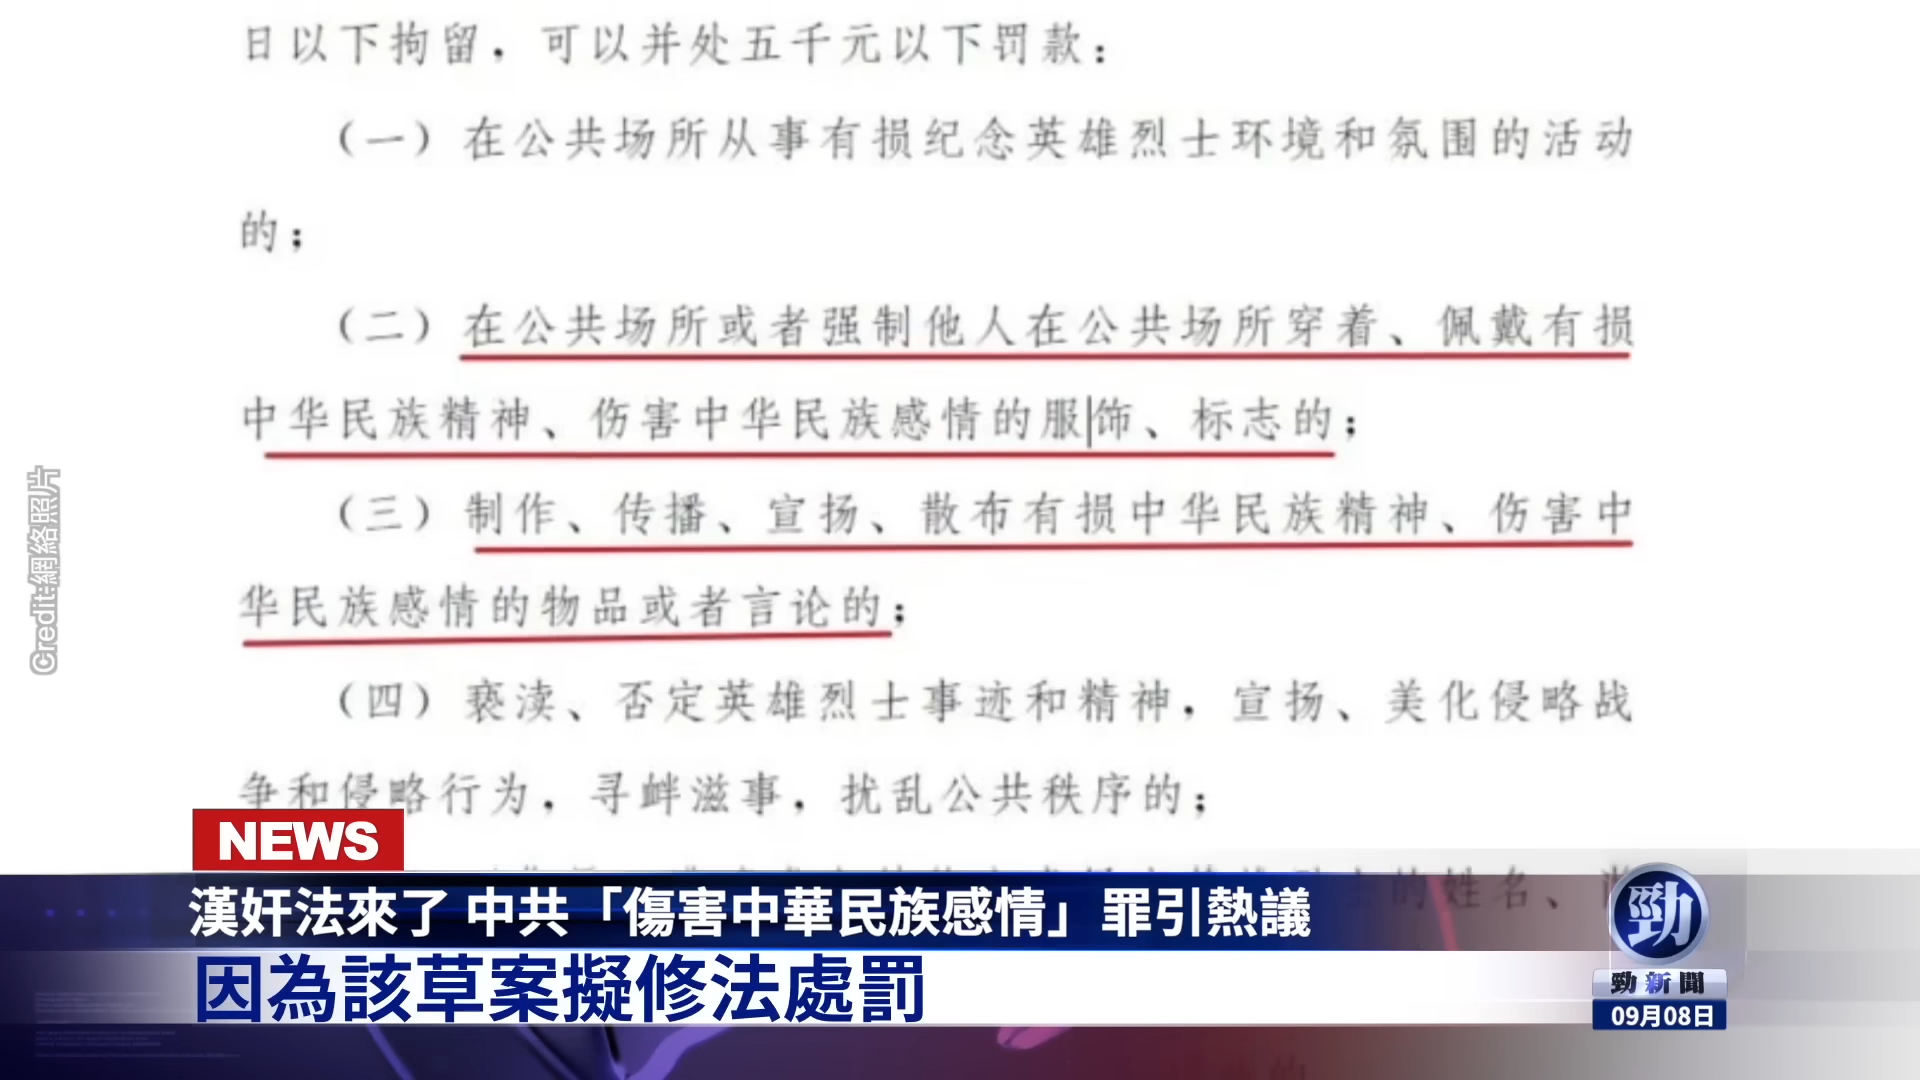 日以下拘留，可以并处五千元以下罚款：
（一）在公共场所从事有损纪念英雄烈士环境和氛围的活动
的；
（二）在公共场所或者强制他人在公共场所穿着、佩戴有损
中华民族精神、伤害中华民族感情的服饰、标志的；
（三）制作、传播、宣扬、散布有损中华民族精神、伤害中
华民族感情的物品或者言论的；
（四）亵渎、否定英雄烈士事迹和精神，宣扬、美化侵略战
争和侵略行为，寻衅滋事，扰乱公共秩序的；
的姓名、
Credit:網絡照片
NEWS
漢奸法來了 中共「傷害中華民族感情」罪引熱議
因為該草案擬修法處罰
勁
勁新聞
09月08日